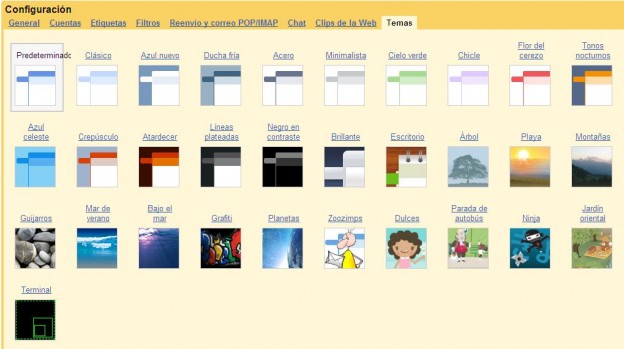 Configuración
General Cuentas Etiquetas Filtros Reenvío y correo POP/IMAP Chat Clips de la Web Temas
Predeterminado Clásico Azul nuevo Ducha fría Acero Minimalista Cielo verde Chicle Flor del cerezo Tonos nocturnos
Azul celeste Crepúsculo Atardecer Líneas plateadas Negro en contraste Brillante Escritorio Árbol Playa Montañas
Guijarros Mar de verano Bajo el mar Grafiti Planetas Zoozimps Dulces Parada de autobús Ninja Jardín oriental
Terminal